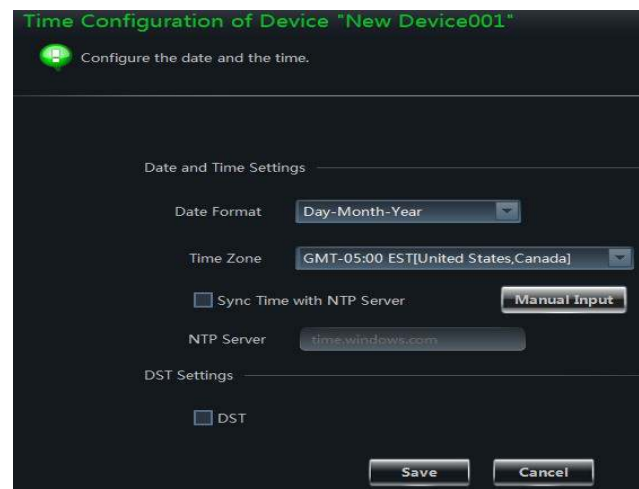 Time Configuration of Device "New Device001"
Configure the date and the time.
Date and Time Settings
Date Format Day-Month-Year
Time Zone GMT-05:00 EST[United States,Canada]
Sync Time with NTP Server Manual Input
NTP Server time.windows.com
DST Settings
DST
Save Cancel